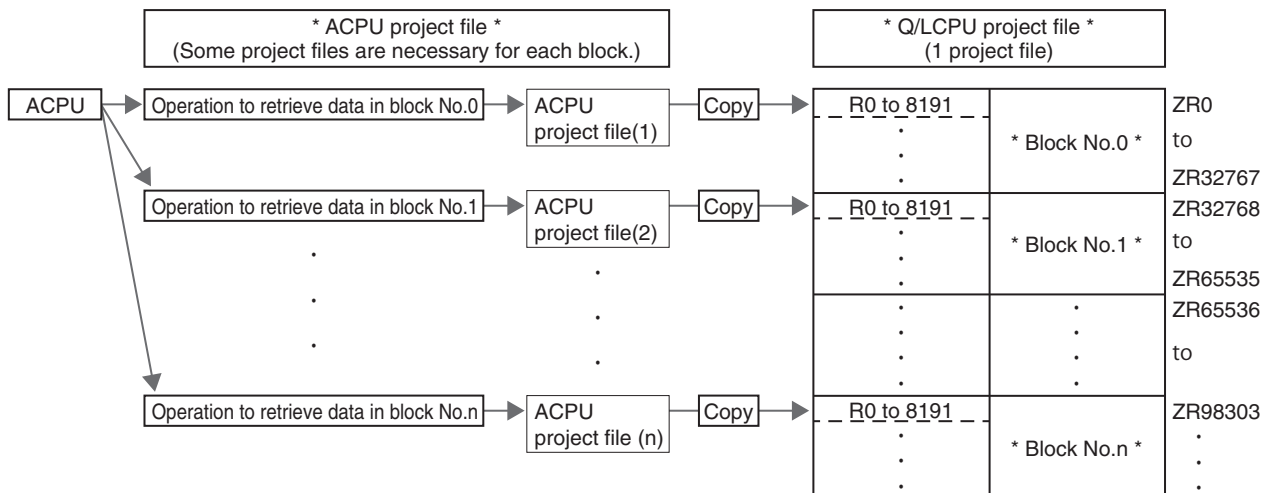 * ACPU project file *
(Some project files are necessary for each block.)
* Q/LCPU project file *
(1 project file)
ACPU
Operation to retrieve data in block No.0
ACPU
project file(1)
Copy
R0 to 8191
* Block No.0 *
ZR0
to
ZR32767
Operation to retrieve data in block No.1
ACPU
project file(2)
Copy
R0 to 8191
* Block No.1 *
ZR32768
to
ZR65535
ZR65536
to
Operation to retrieve data in block No.n
ACPU
project file (n)
Copy
R0 to 8191
* Block No.n *
ZR98303